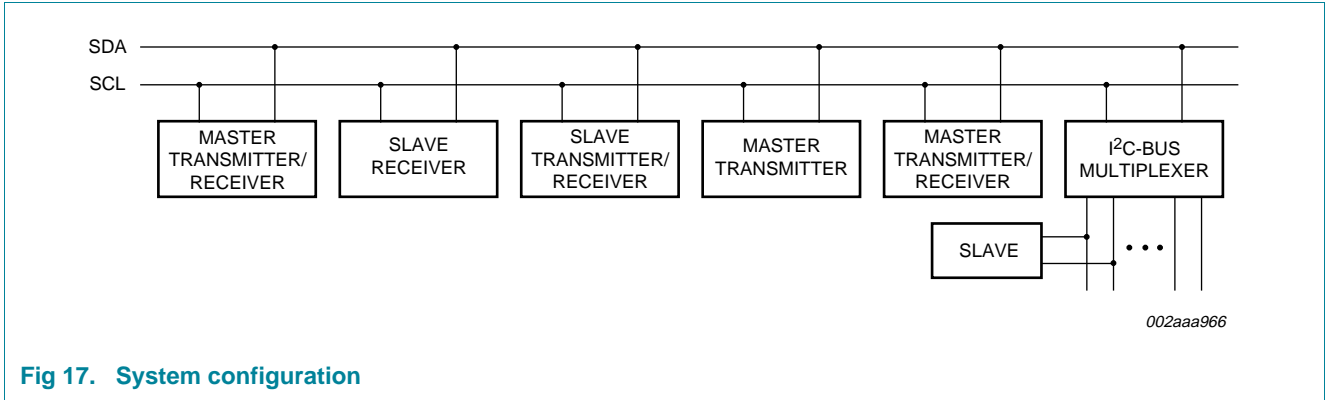 SDA
SCL
MASTER
TRANSMITTER/
RECEIVER
SLAVE
RECEIVER
SLAVE
TRANSMITTER/
RECEIVER
MASTER
TRANSMITTER
MASTER
TRANSMITTER/
RECEIVER
I²C-BUS
MULTIPLEXER
SLAVE
002aaa966
Fig 17. System configuration